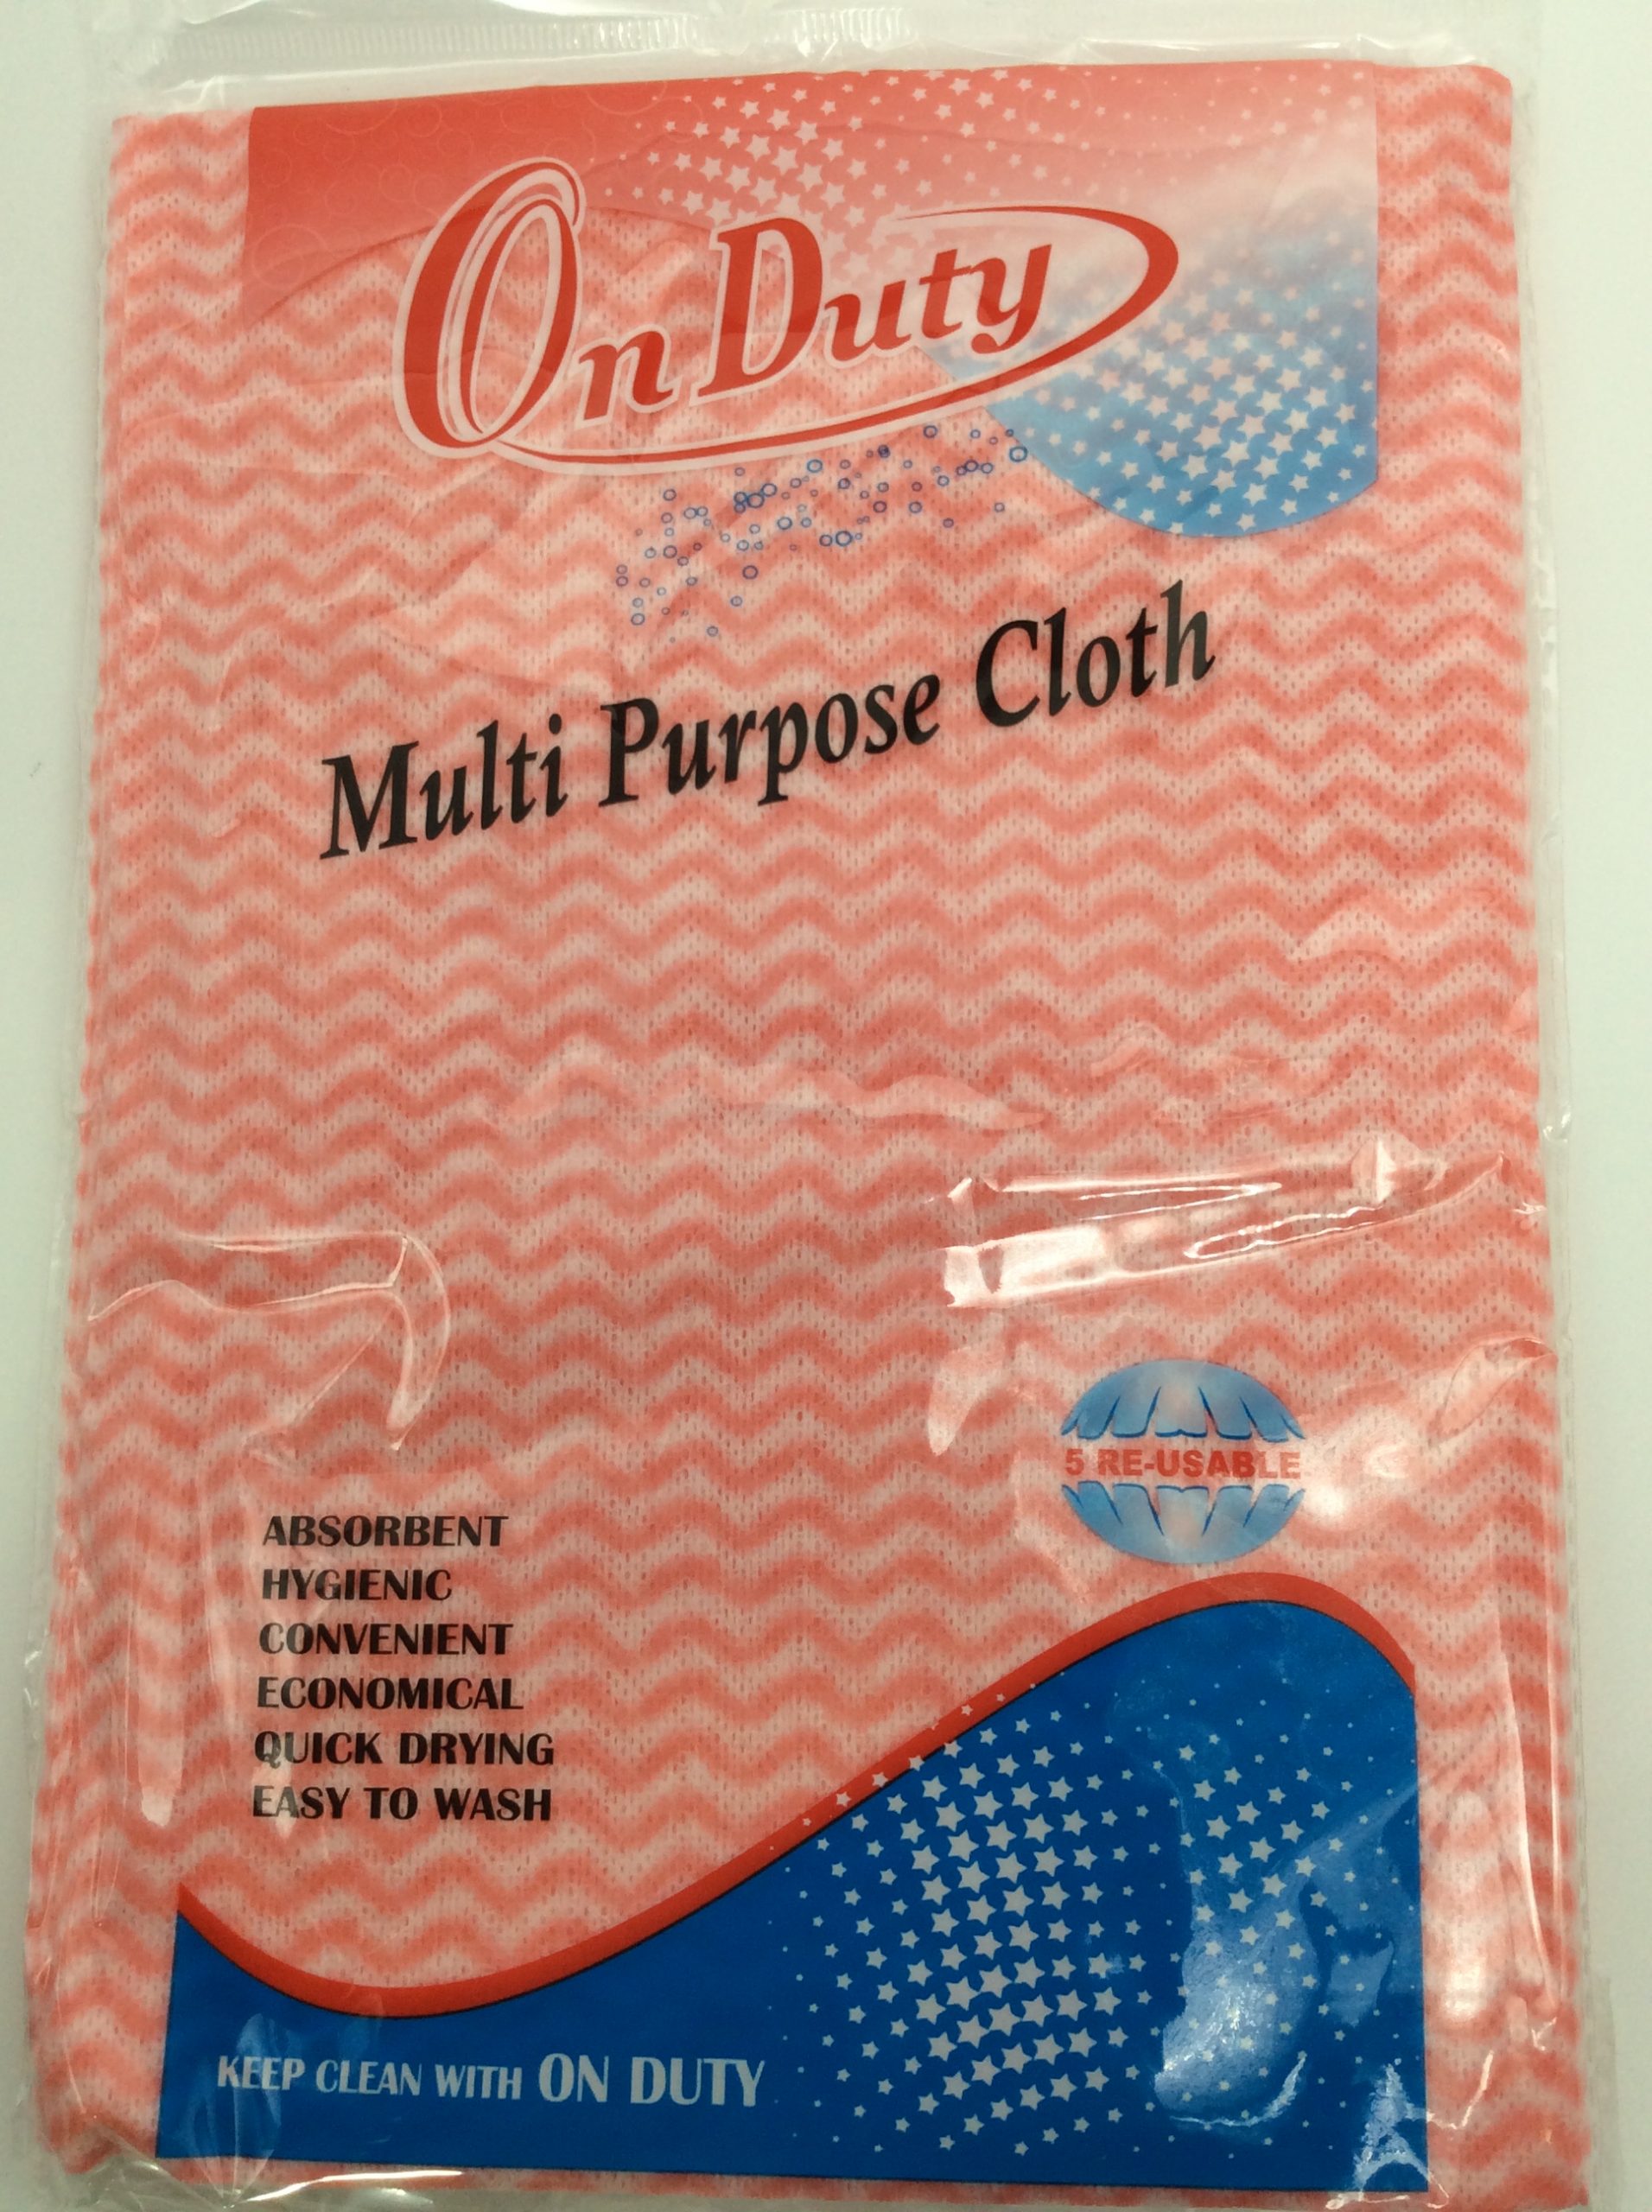 On Duty
Multi Purpose Cloth
5 RE-USABLE
ABSORBENT
HYGIENIC
CONVENIENT
ECONOMICAL
QUICK DRYING
EASY TO WASH
KEEP CLEAN WITH ON DUTY